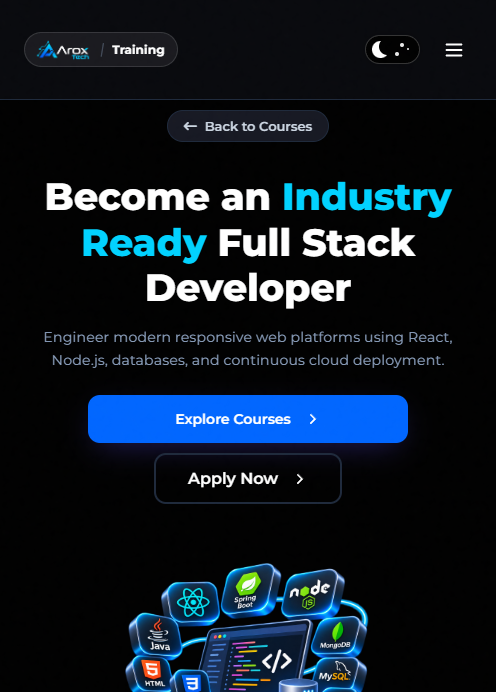 Arox
Tech
/ Training
← Back to Courses
Become an Industry
Ready Full Stack
Developer
Engineer modern responsive web platforms using React,
Node.js, databases, and continuous cloud deployment.
Explore Courses >
Apply Now >
Spring
Boot
node
JS
Java
</>
MongoDB
HTML
MySQL